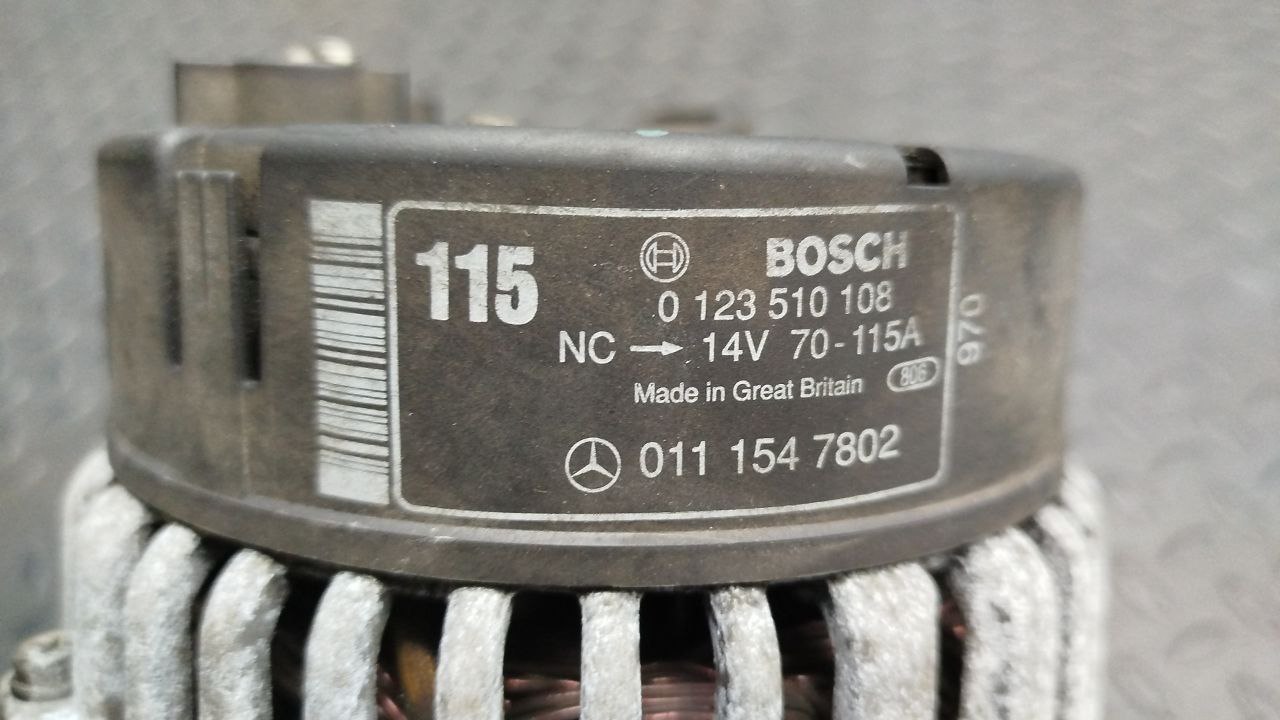 115
BOSCH
0 123 510 108
NC → 14V 70-115A
Made in Great Britain 806
011 154 7802
970